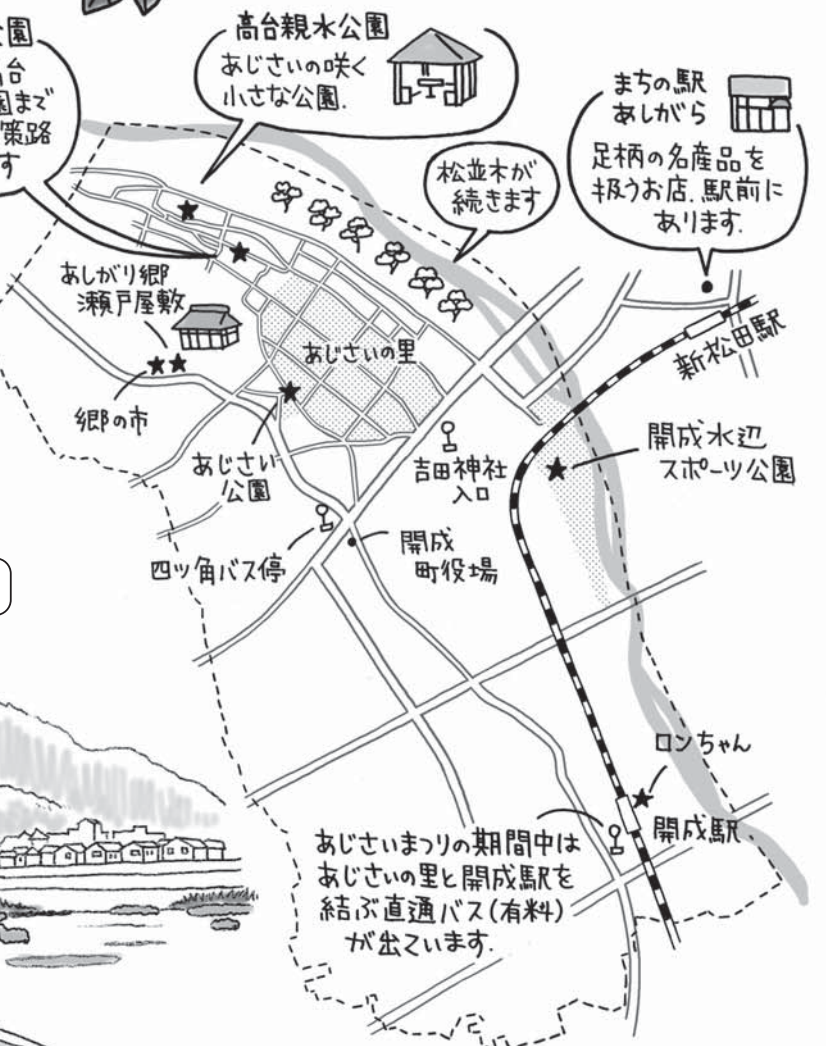 園
台
園まで
策路
す
高台親水公園
あじさいの咲く
小さな公園.
まちの駅
あしがら
足柄の名産品を
扱うお店.駅前に
あります.
松並木が
続きます
あしがり郷
瀬戸屋敷
郷の市
あじさいの里
あじさい
公園
新松田駅
吉田神社
入口
開成水辺
スポーツ公園
四ツ角バス停
開成
町役場
ロンちゃん
開成駅
あじさいまつりの期間中は
あじさいの里と開成駅を
結ぶ直通バス(有料)
が出ています.